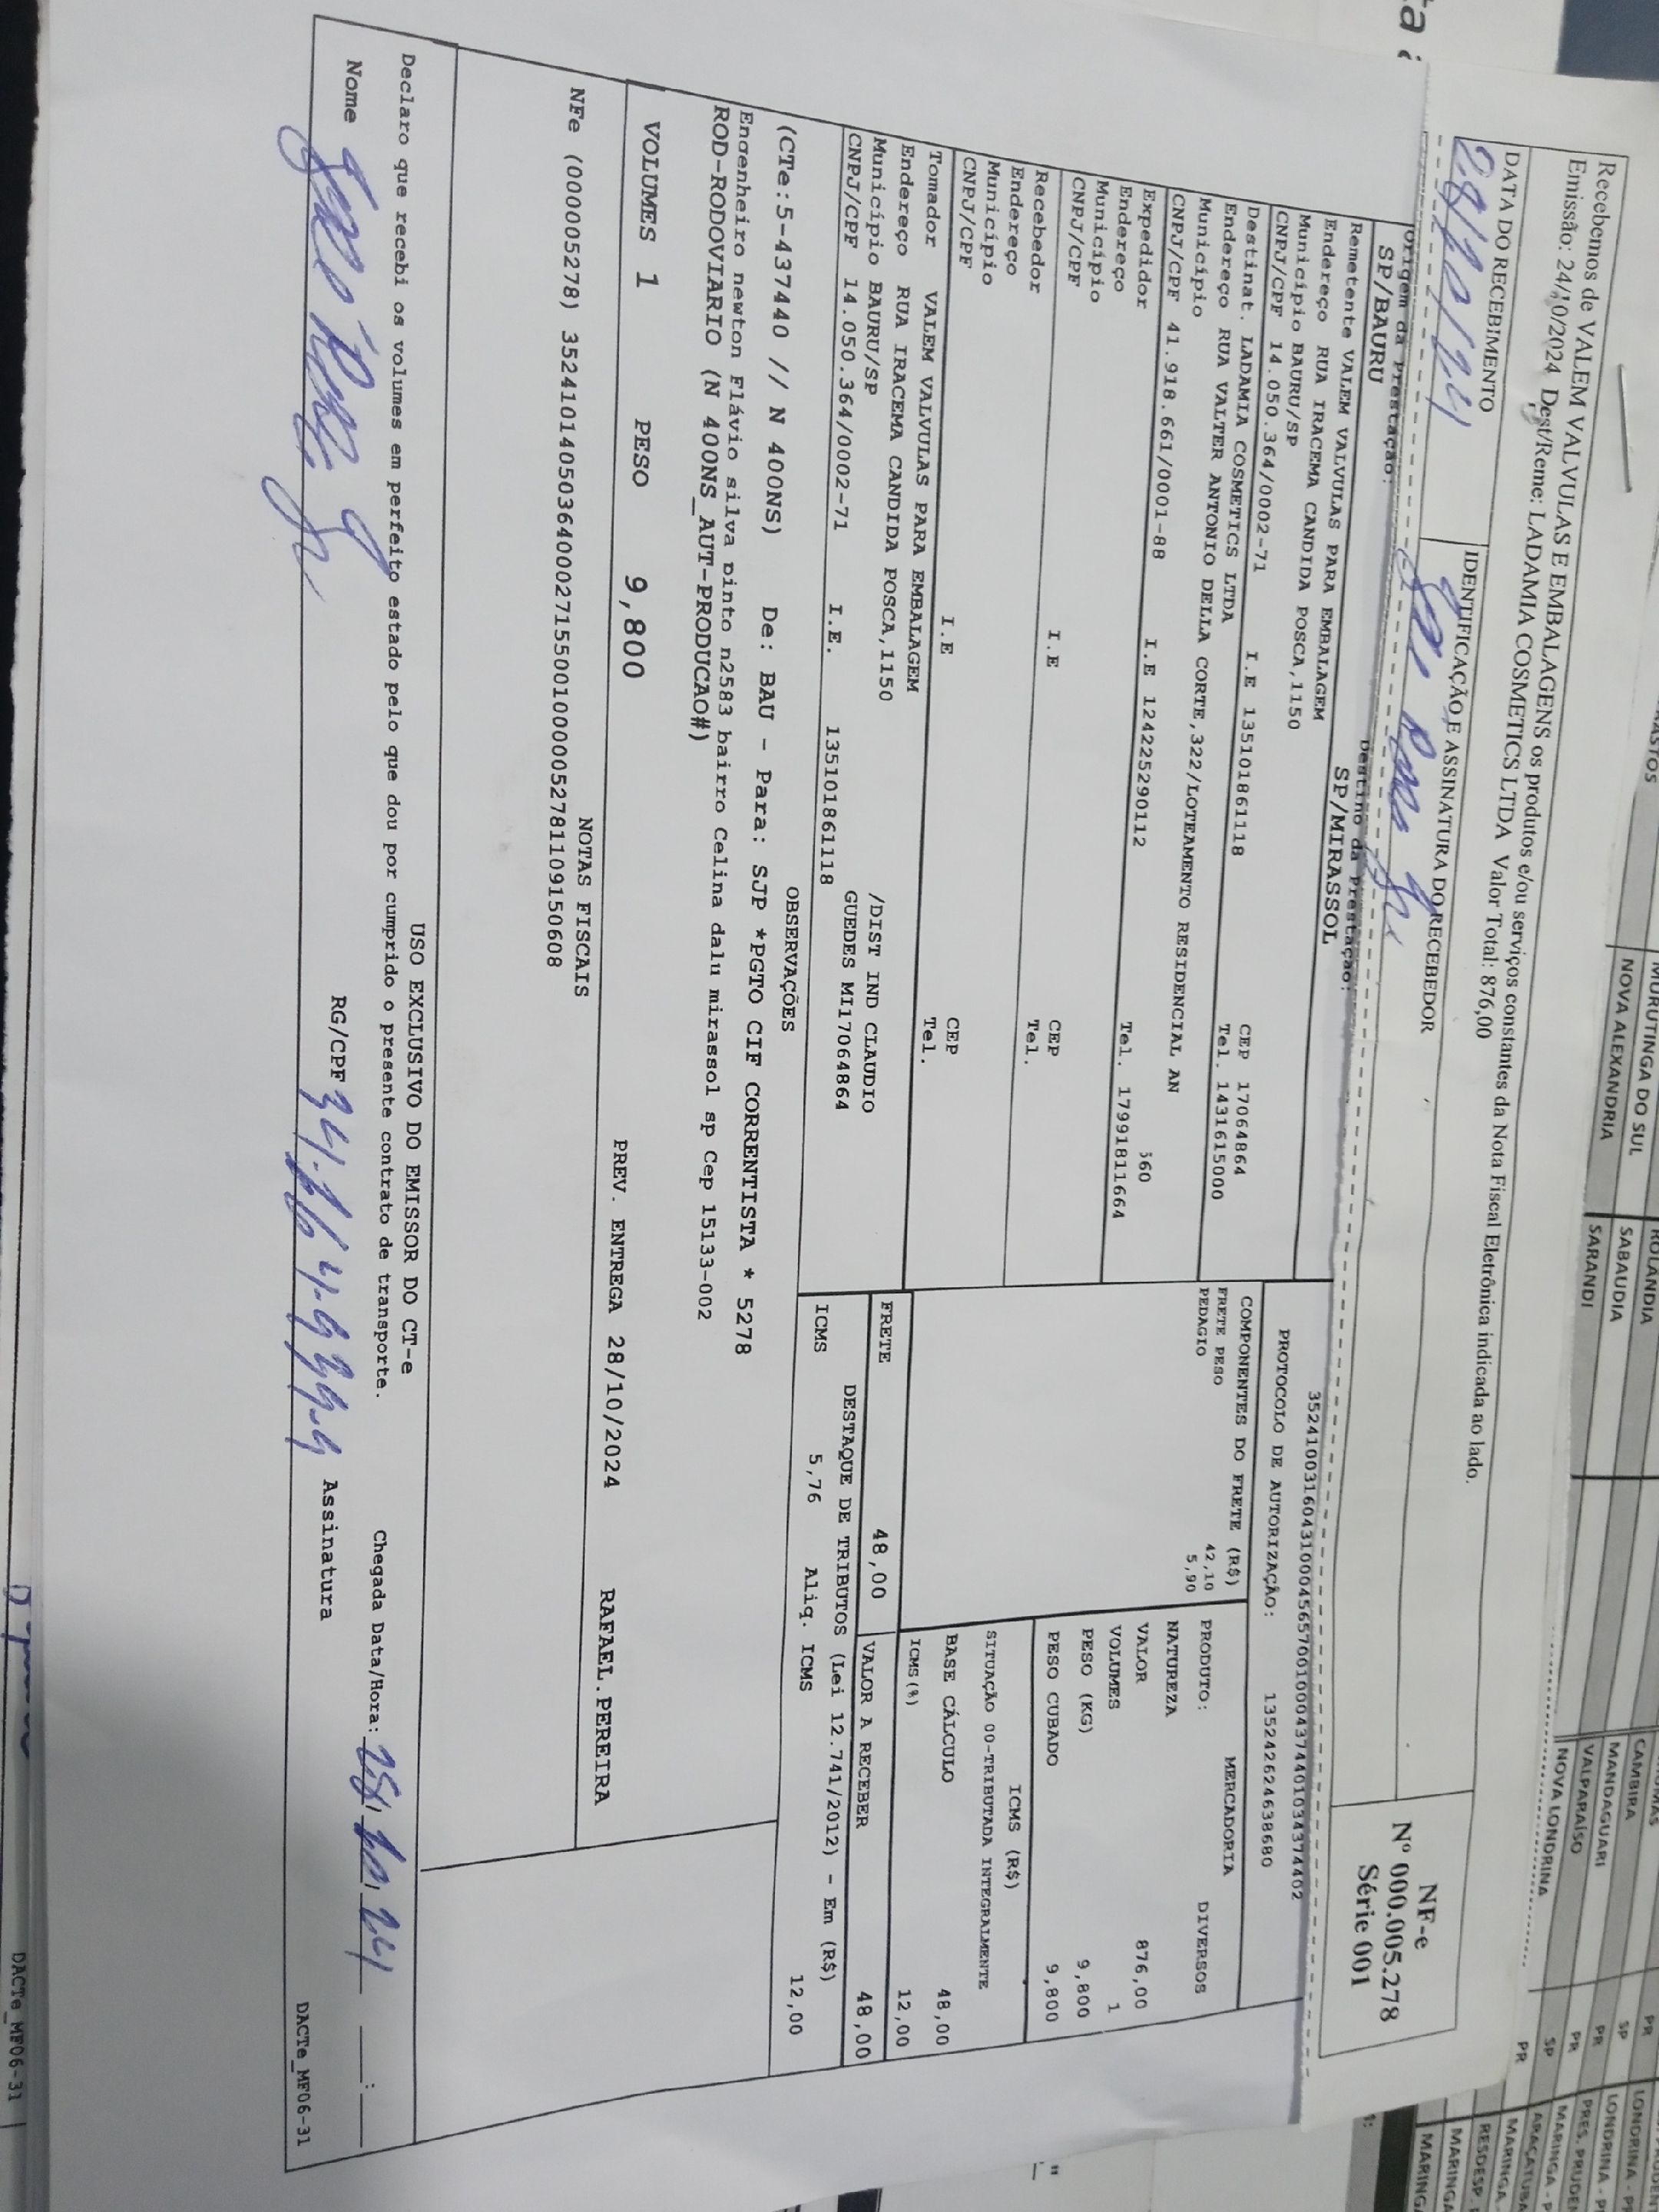 Recebemos de VALEM VALVULAS E EMBALAGENS os produtos e/ou serviços constantes da Nota Fiscal Eletrônica indicada ao lado.
Emissão: 24/10/2024 Dest/Reme: LADAMIA COSMETICS LTDA Valor Total: 876,00
DATA DO RECEBIMENTO
IDENTIFICAÇÃO E ASSINATURA DO RECEBEDOR
28/10/24
NF-e
Nº 000.005.278
Série 001
Origem da Prestação:
SP/BAURU
Destino da Prestação:
SP/MIRASSOL
Remetente VALEM VALVULAS PARA EMBALAGEM
Endereço RUA IRACEMA CANDIDA POSCA,1150
Município BAURU/SP CEP 17064864
CNPJ/CPF 14.050.364/0002-71 I.E 135101861118 Tel. 1431615000
Destinat. LADAMIA COSMETICS LTDA
Endereço RUA VALTER ANTONIO DELLA CORTE,322/LOTEAMENTO RESIDENCIAL AN
Município
CNPJ/CPF 41.918.661/0001-88 I.E 124225290112 Tel. 17991811664
Expedidor
Endereço
Município CEP
CNPJ/CPF I.E Tel.
Recebedor
Endereço
Município CEP
CNPJ/CPF I.E Tel.
Tomador VALEM VALVULAS PARA EMBALAGEM
Endereço RUA IRACEMA CANDIDA POSCA,1150 /DIST IND CLAUDIO
Município BAURU/SP GUEDES MI17064864
CNPJ/CPF 14.050.364/0002-71 I.E. 135101861118
35241003160431000456570010004374401034374402
PROTOCOLO DE AUTORIZAÇÃO: 135242624638680
COMPONENTES DO FRETE (R$)
FRETE PESO 42,10
PEDAGIO 5,90
MERCADORIA
PRODUTO: DIVERSOS
NATUREZA
VALOR 876,00
VOLUMES 1
PESO (KG) 9,800
PESO CUBADO 9,800
ICMS (R$)
SITUAÇÃO 00-TRIBUTADA INTEGRALMENTE
BASE CÁLCULO 48,00
ICMS(%) 12,00
FRETE 48,00 VALOR A RECEBER 48,00
DESTAQUE DE TRIBUTOS (Lei 12.741/2012) - Em (R$)
ICMS 5,76 Aliq. ICMS 12,00
OBSERVAÇÕES
(CTe:5-437440 // N 400NS) De: BAU - Para: SJP *PGTO CIF CORRENTISTA * 5278
Engenheiro newton Flávio silva pinto n2583 bairro Celina dalu mirassol sp Cep 15133-002
ROD-RODOVIARIO (N 400NS_AUT-PRODUCAO#)
VOLUMES 1 PESO 9,800 PREV. ENTREGA 28/10/2024 RAFAEL.PEREIRA
NOTAS FISCAIS
NFe (000005278) 35241014050364000271550010000052781109150608
USO EXCLUSIVO DO EMISSOR DO CT-e
Declaro que recebi os volumes em perfeito estado pelo que dou por cumprido o presente contrato de transporte.
Chegada Data/Hora: 28/10/24
Nome
RG/CPF
Assinatura
DACTe_MF06-31
DACTe_MF06-31
MURUTINGA DO SUL
NOVA ALEXANDRIA
ROLANDIA
SABAUDIA
SARANDI
CAMBIRA
MANDAGUARI
VALPARAÍSO
NOVA LONDRINA